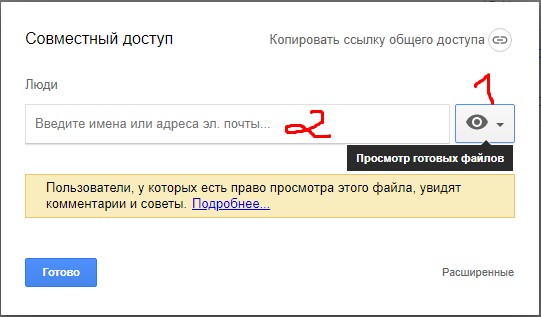 Совместный доступ
Копировать ссылку общего доступа
Люди
1
Введите имена или адреса эл. почты...
2
Просмотр готовых файлов
Пользователи, у которых есть право просмотра этого файла, увидят
комментарии и советы. Подробнее...
Готово
Расширенные